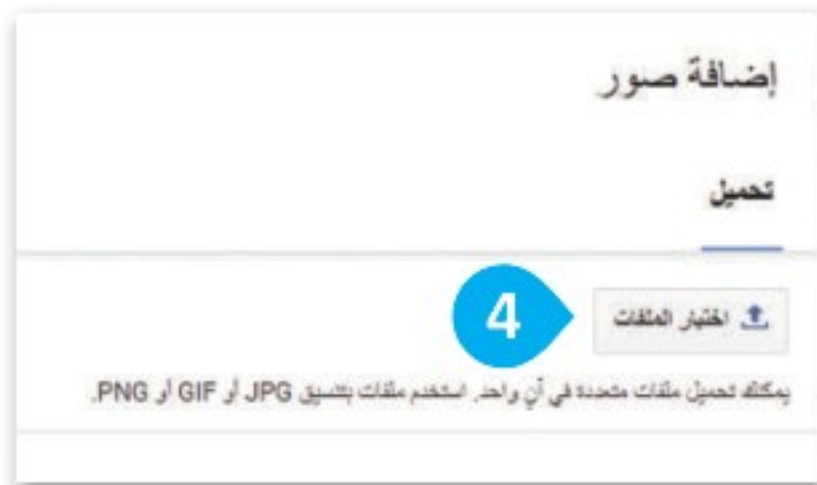 إضافة صور
تحميل
اختيار الملفات
4
يمكنك تحميل ملفات متعددة في آنٍ واحد. استخدم ملفات بتنسيق JPG أو GIF أو PNG.